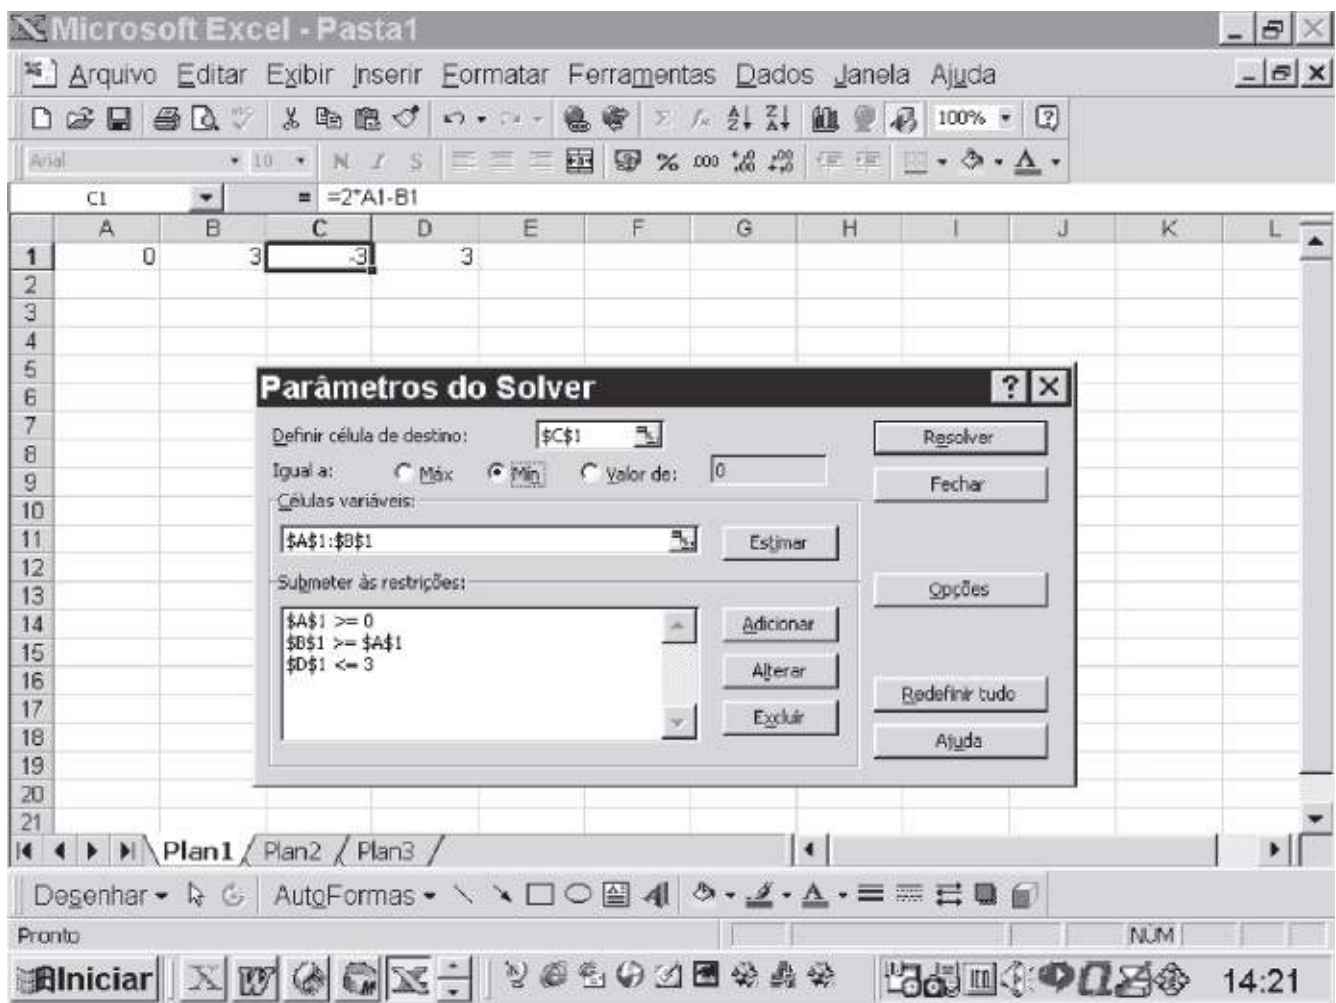 Microsoft Excel - Pasta1
Arquivo Editar Exibir Inserir Formatar Ferramentas Dados Janela Ajuda
100%
Arial 10 N I S % 000
C1 = =2*A1-B1
A B C D E F G H I J K L
1 0 3 -3 3
2
3
4
5
6
7
8
9
10
11
12
13
14
15
16
17
18
19
20
21
Parâmetros do Solver
Definir célula de destino: $C$1
Igual a: Máx Mín Valor de: 0
Células variáveis:
$A$1:$B$1
Estimar
Submeter às restrições:
$A$1 >= 0
$B$1 >= $A$1
$D$1 <= 3
Adicionar
Alterar
Excluir
Resolver
Fechar
Opções
Redefinir tudo
Ajuda
Plan1 Plan2 Plan3
Desenhar AutoFormas
Pronto NÚM
Iniciar 14:21